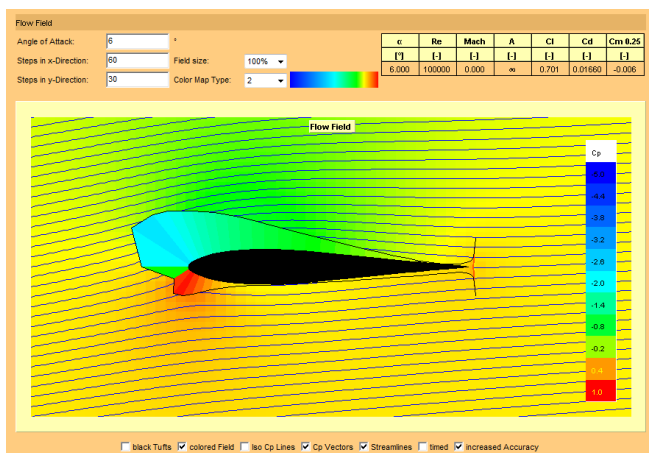 Flow Field
Angle of Attack: 6 °
Steps in x-Direction: 60 Field size: 100%
Steps in y-Direction: 30 Color Map Type: 2
α Re Mach A Cl Cd Cm 0.25
[°] [-] [-] [-] [-] [-] [-]
6.000 100000 0.000 ∞ 0.701 0.01660 -0.006
Flow Field
Cp
-5.0
-4.4
-3.8
-3.2
-2.6
-2.0
-1.4
-0.8
-0.2
0.4
1.0
black Tufts colored Field Iso Cp Lines Cp Vectors Streamlines timed increased Accuracy